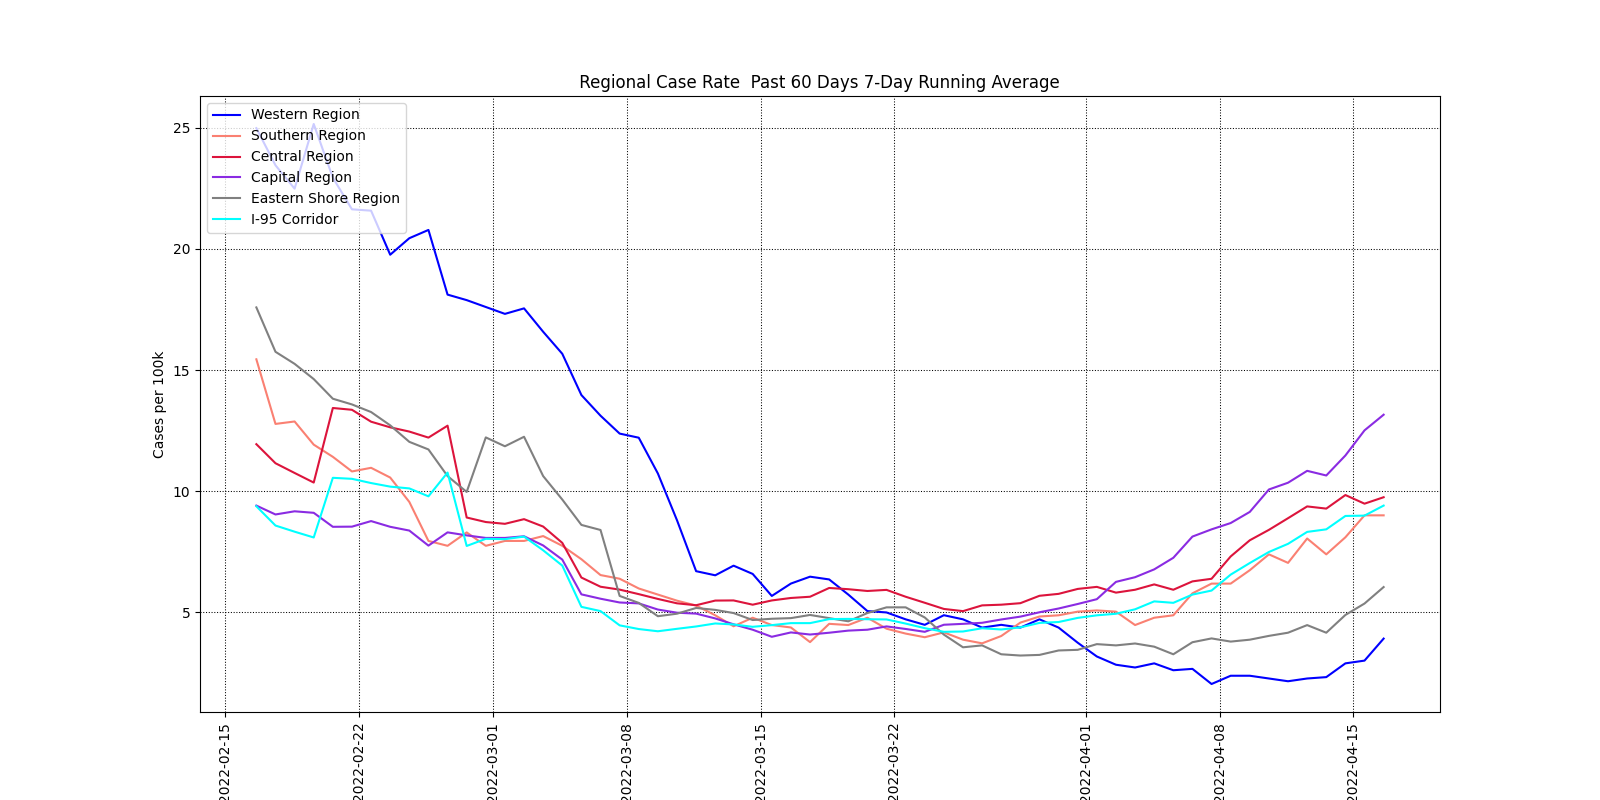 Regional Case Rate  Past 60 Days 7-Day Running Average
Western Region
Southern Region
Central Region
Capital Region
Eastern Shore Region
I-95 Corridor
Cases per 100k
25
20
15
10
5
2022-02-15
2022-02-22
2022-03-01
2022-03-08
2022-03-15
2022-03-22
2022-04-01
2022-04-08
2022-04-15